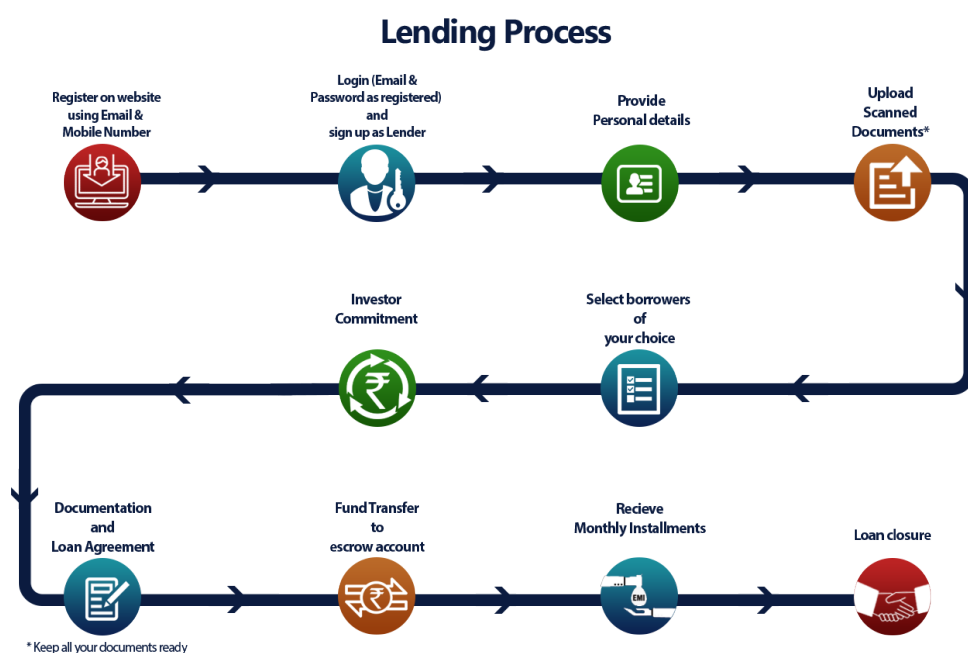 Lending Process
Register on website
using Email &
Mobile Number
Login (Email &
Password as registered)
and
sign up as Lender
Provide
Personal details
Upload
Scanned
Documents*
Select borrowers
of
your choice
Investor
Commitment
₹
Documentation
and
Loan Agreement
Fund Transfer
to
escrow account
₹
Recieve
Monthly Installments
EMI
Loan closure
* Keep all your documents ready